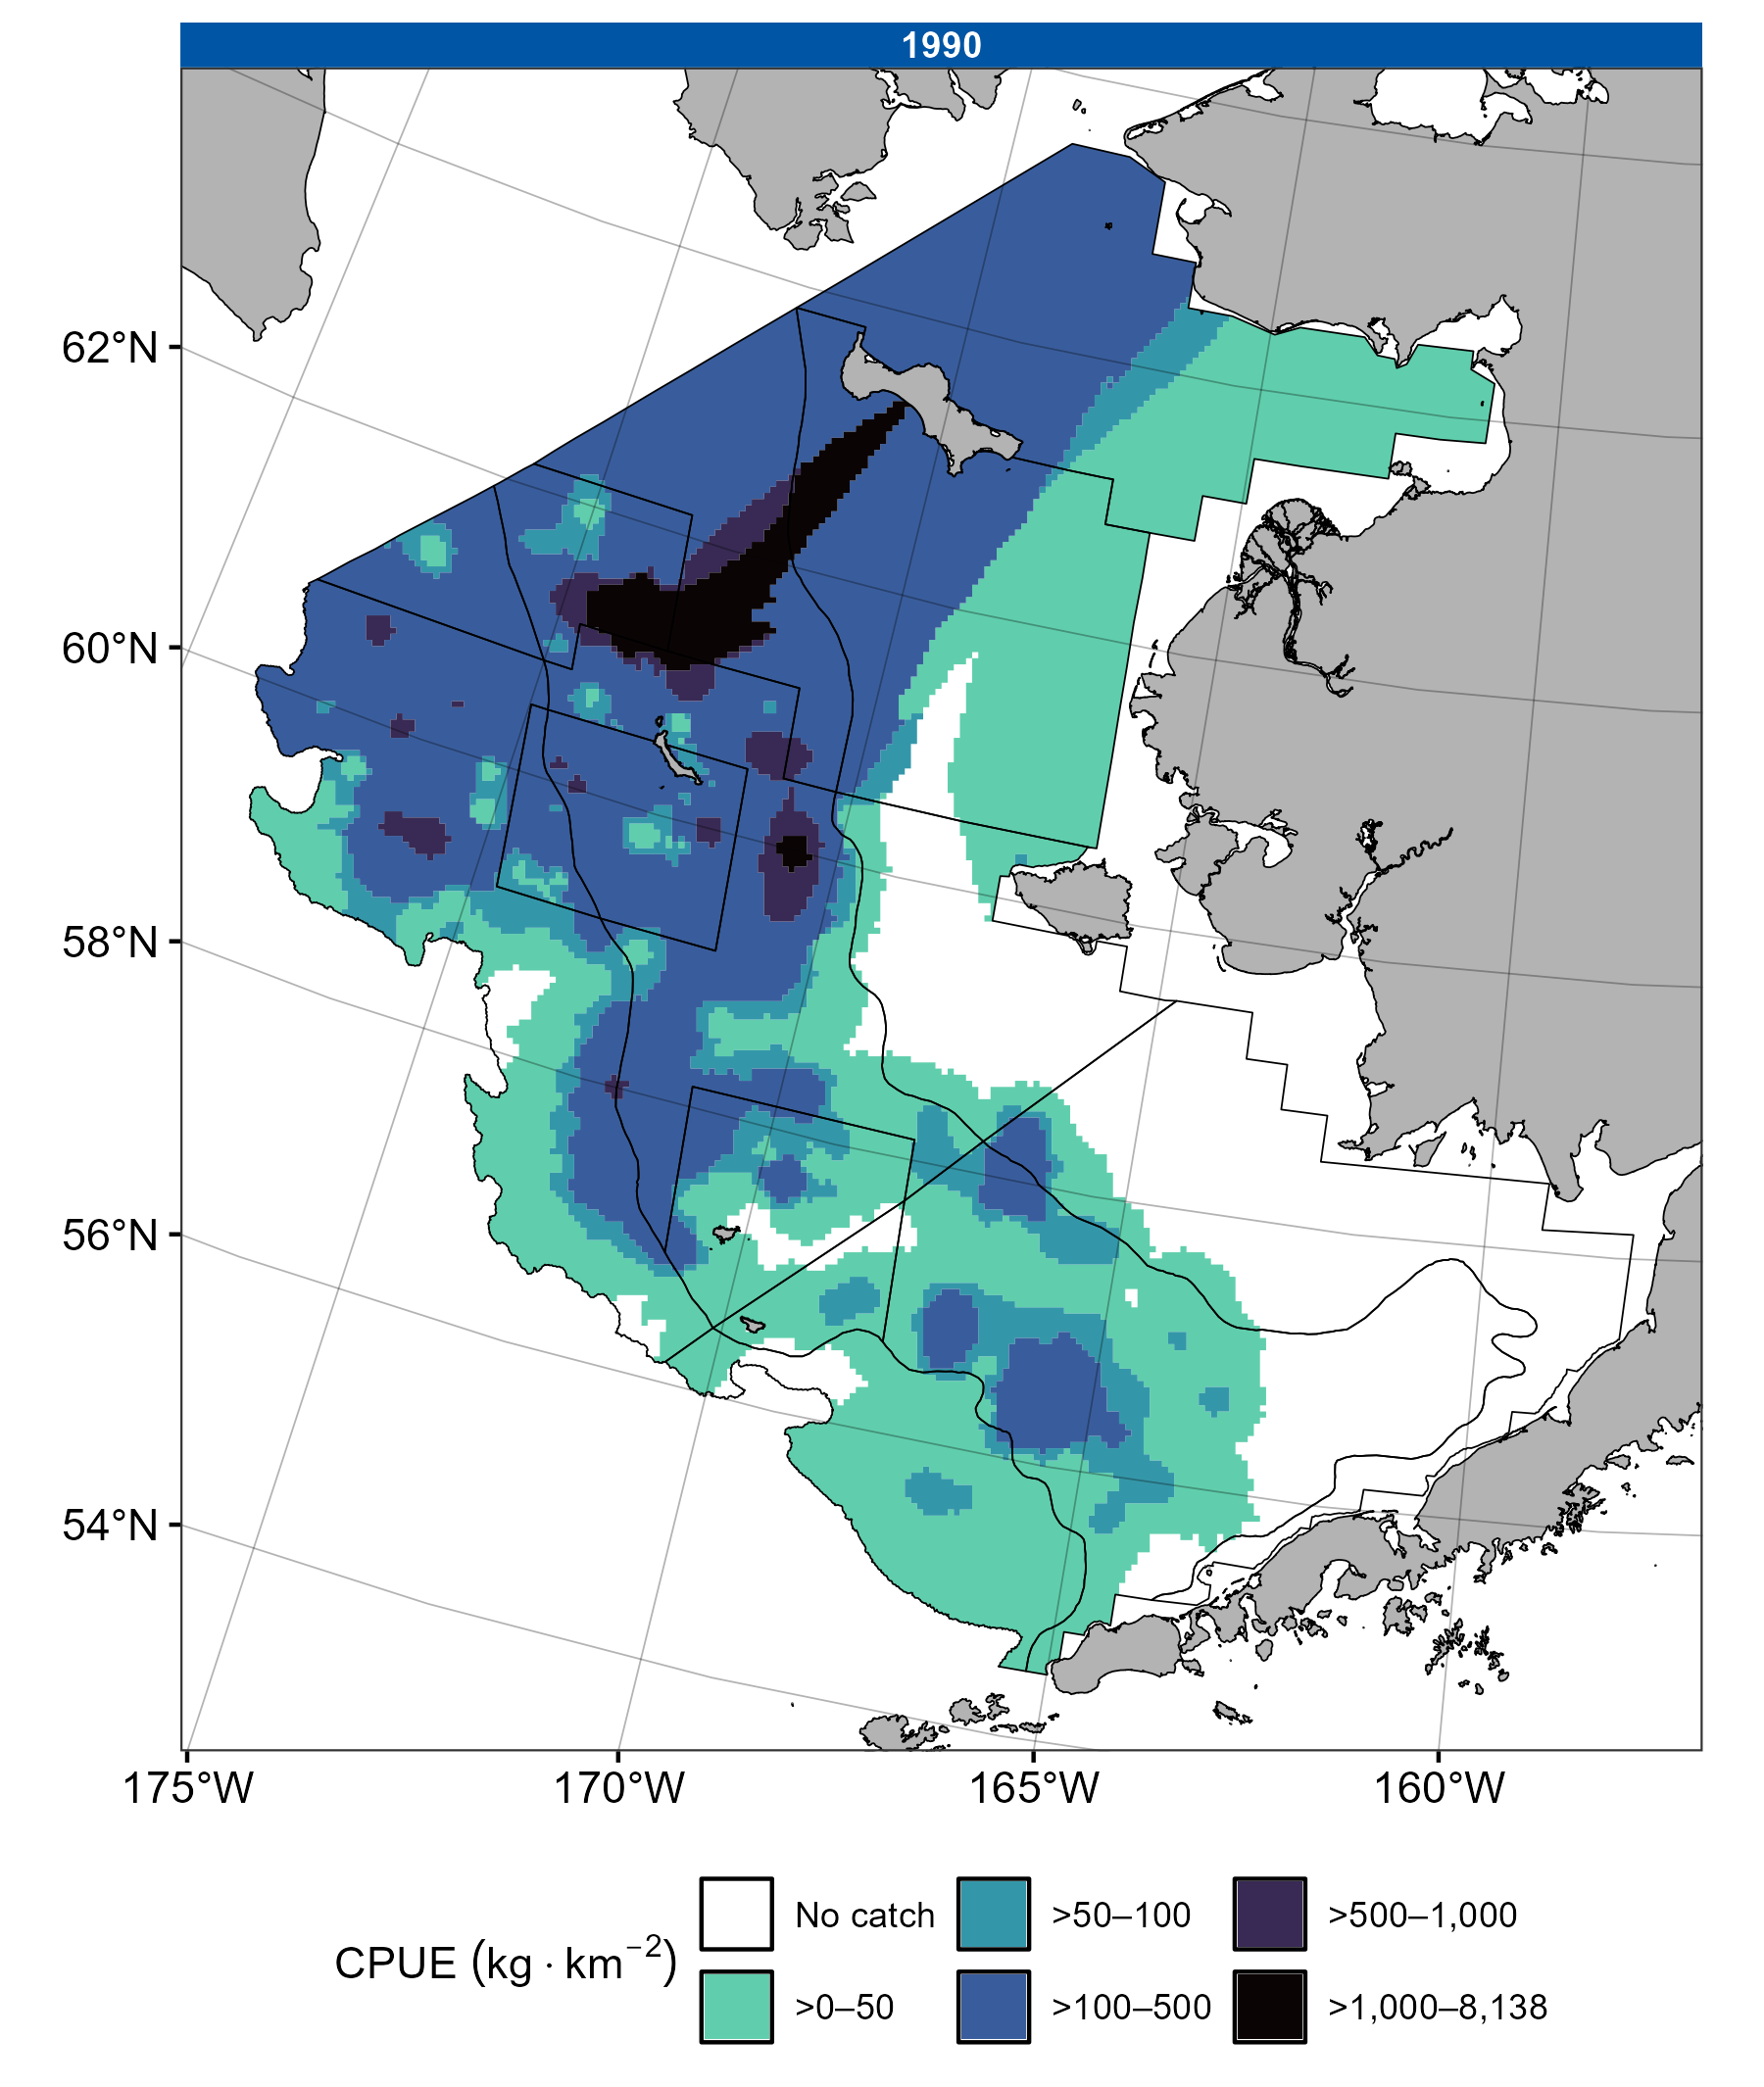 1990
62°N
60°N
58°N
56°N
54°N
175°W 170°W 165°W 160°W
CPUE (kg · km⁻²)
No catch >50–100 >500–1,000
>0–50 >100–500 >1,000–8,138